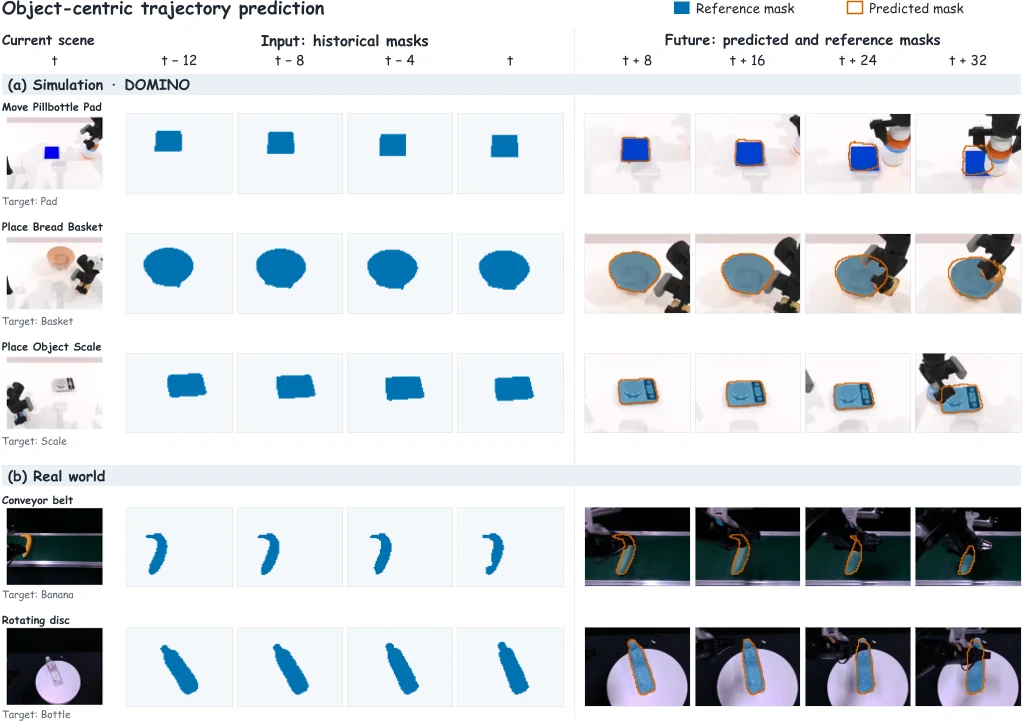 Object-centric trajectory prediction
Reference mask
Predicted mask
Current scene
Input: historical masks
Future: predicted and reference masks
t
t – 12
t – 8
t – 4
t
t + 8
t + 16
t + 24
t + 32
(a) Simulation · DOMINO
Move Pillbottle Pad
Target: Pad
Place Bread Basket
Target: Basket
Place Object Scale
Target: Scale
(b) Real world
Conveyor belt
Target: Banana
Rotating disc
Target: Bottle